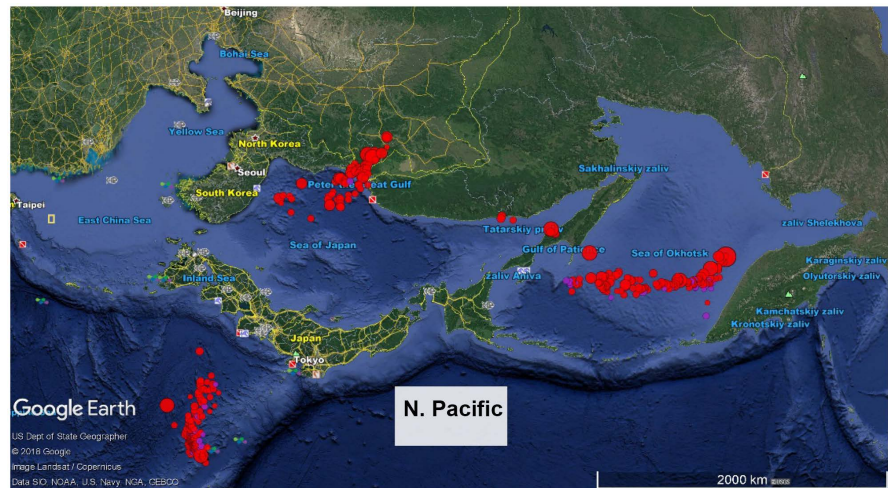 Beijing
Bohai Sea
Yellow Sea
North Korea
Seoul
South Korea
Peter the Great Gulf
Sakhalinskiy zaliv
Taipei
East China Sea
Sea of Japan
Tatarskiy proliv
zaliv Shelekhova
Gulf of Patience
Sea of Okhotsk
Karaginskiy zaliv
Inland Sea
zaliv Aniva
Olyutorskiy zaliv
Kamchatskiy zaliv
Japan
Kronotskiy zaliv
Tokyo
N. Pacific
Google Earth
US Dept of State Geographer
© 2018 Google
Image Landsat / Copernicus
Data SIO, NOAA, U.S. Navy, NGA, GEBCO
2000 km